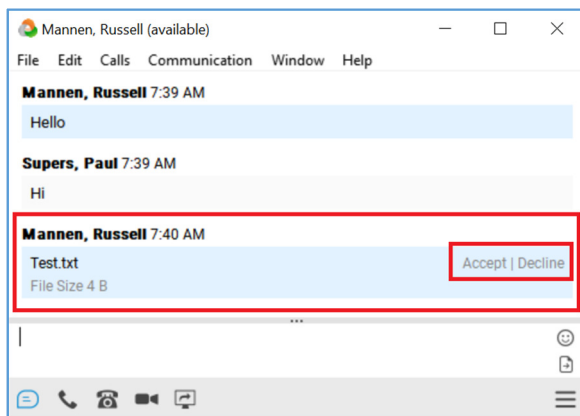 Mannen, Russell (available)
File Edit Calls Communication Window Help
Mannen, Russell 7:39 AM
Hello
Supers, Paul 7:39 AM
Hi
Mannen, Russell 7:40 AM
Test.txt Accept | Decline
File Size 4 B